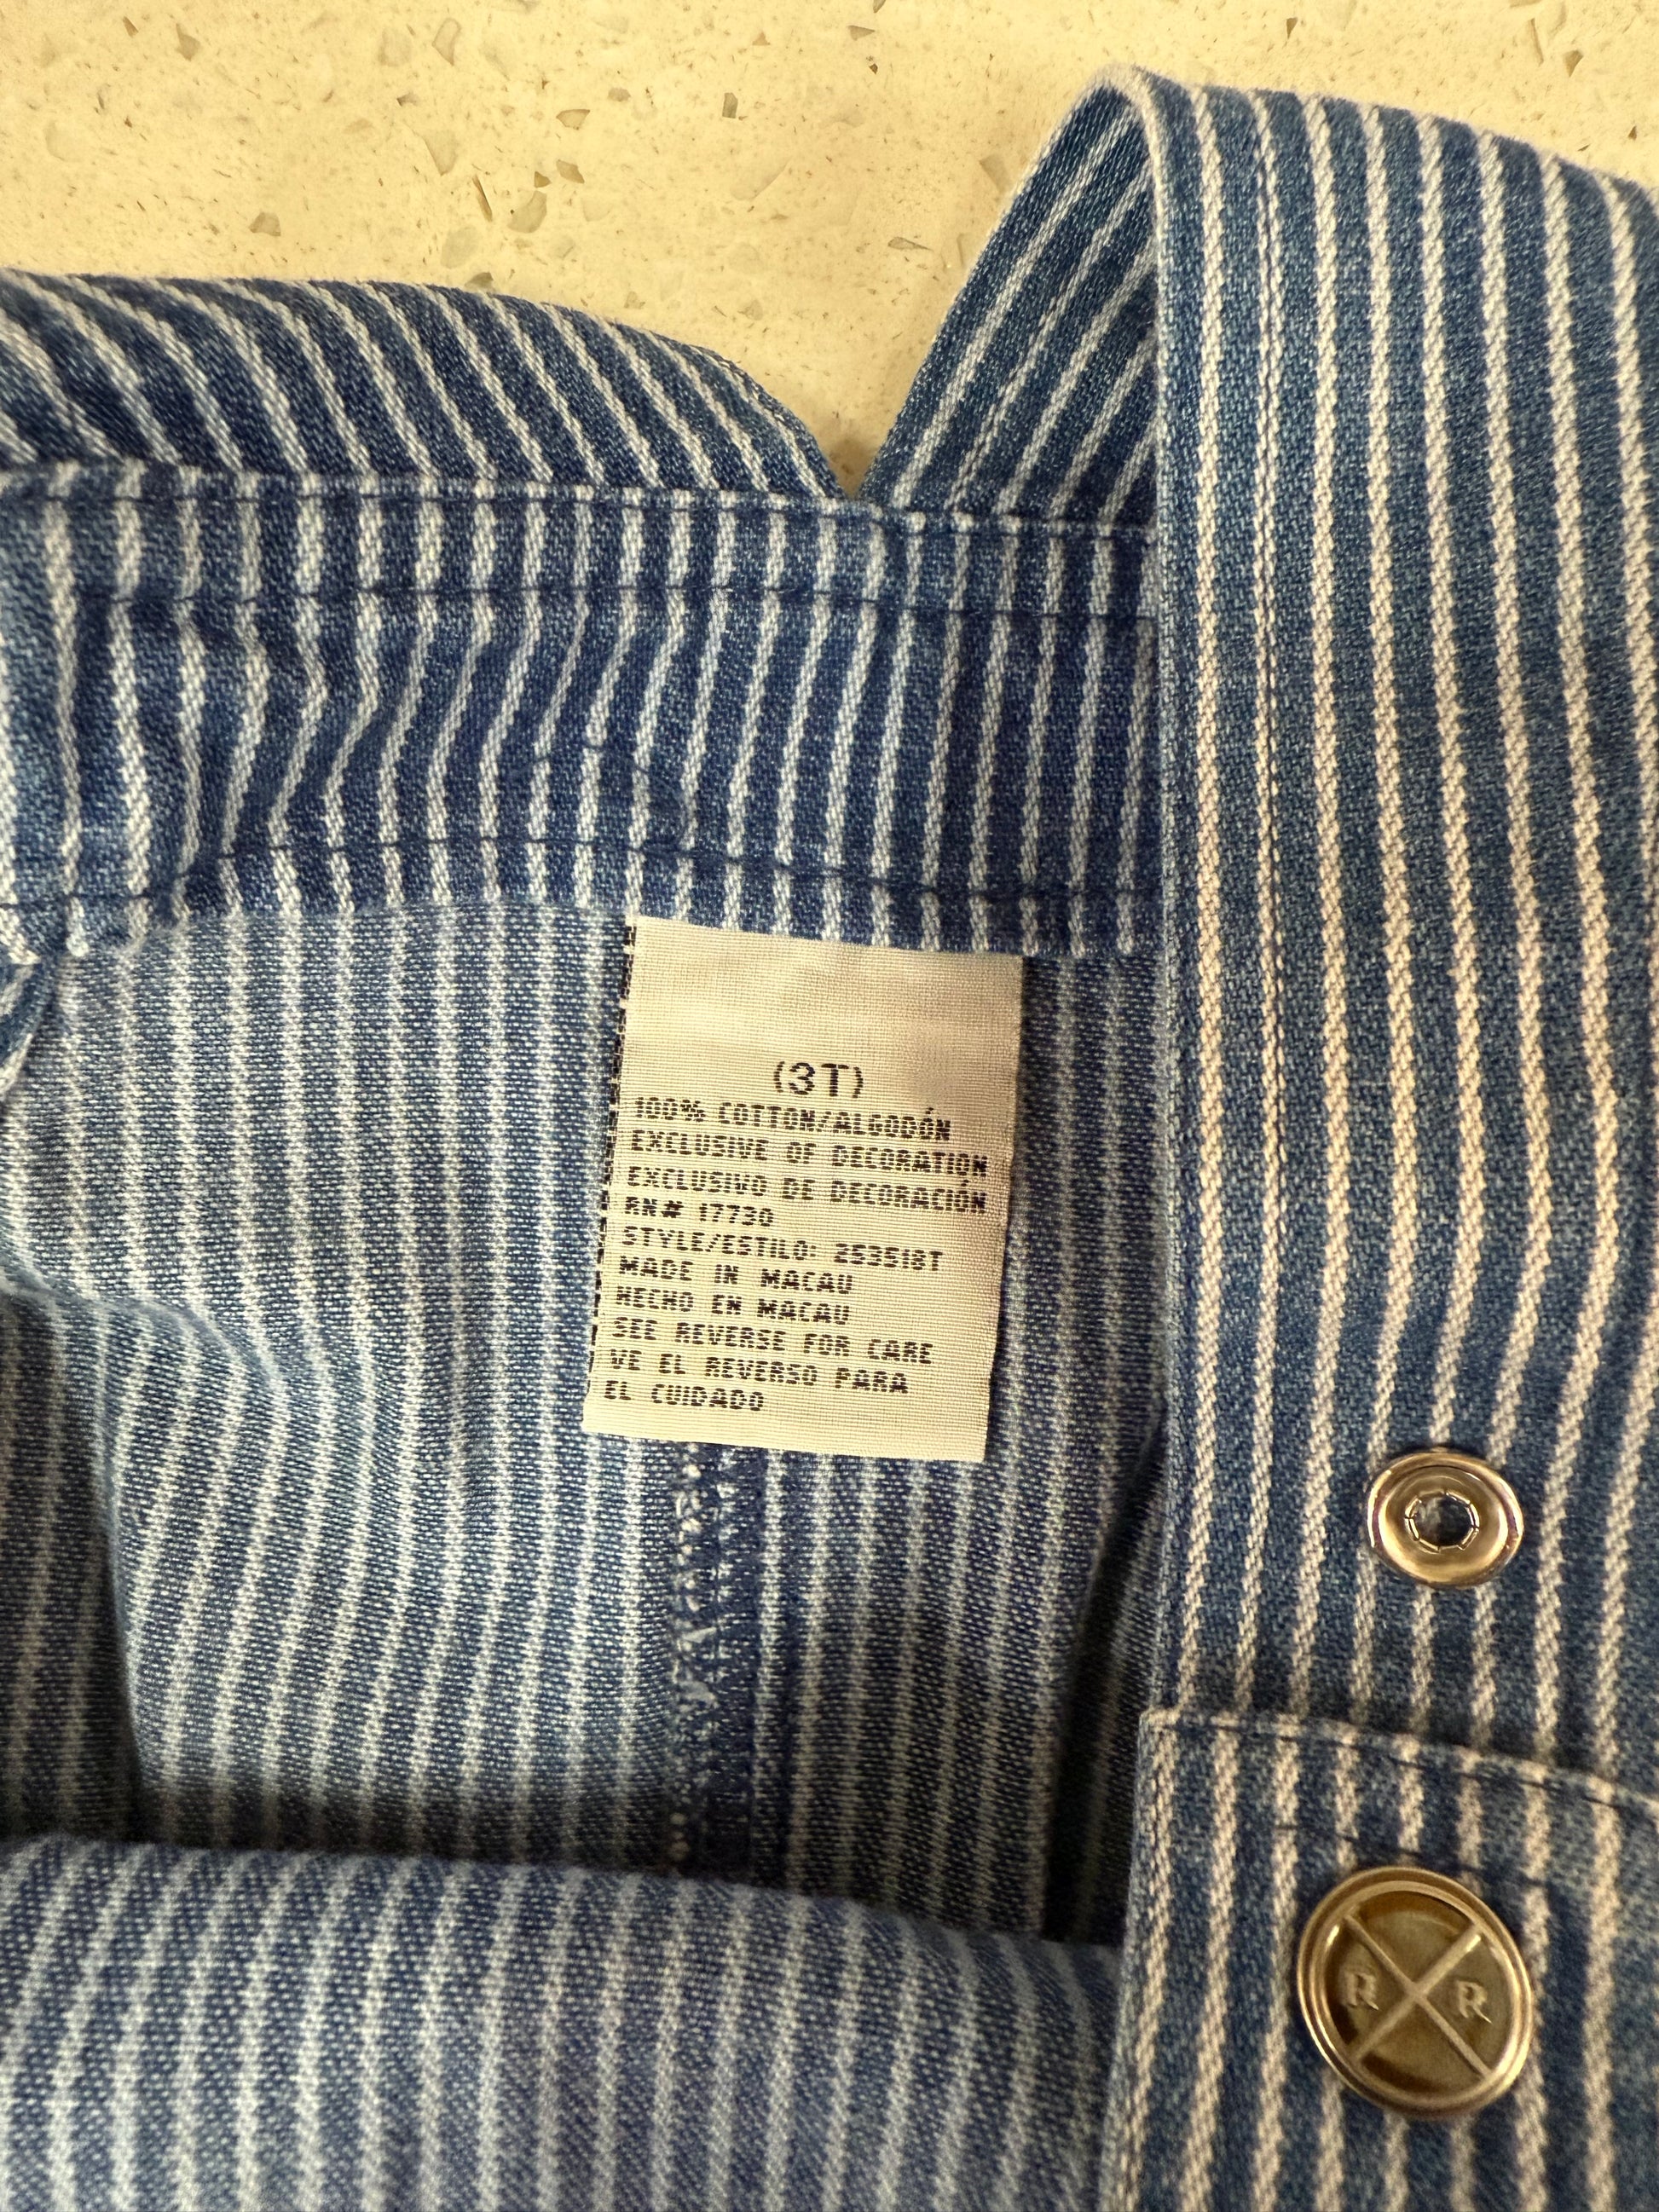 (3T)
100% COTTON/ALGODÓN
EXCLUSIVE OF DECORATION
EXCLUSIVO DE DECORACIÓN
RN# 17730
STYLE/ESTILO: 253518T
MADE IN MACAU
HECHO EN MACAU
SEE REVERSE FOR CARE
VE EL REVERSO PARA
EL CUIDADO
R R